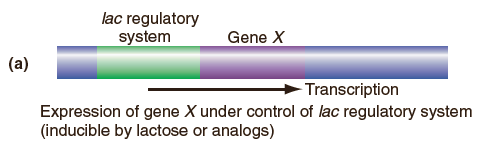 lac regulatory
system
Gene X
(a)
Transcription
Expression of gene X under control of lac regulatory system
(inducible by lactose or analogs)